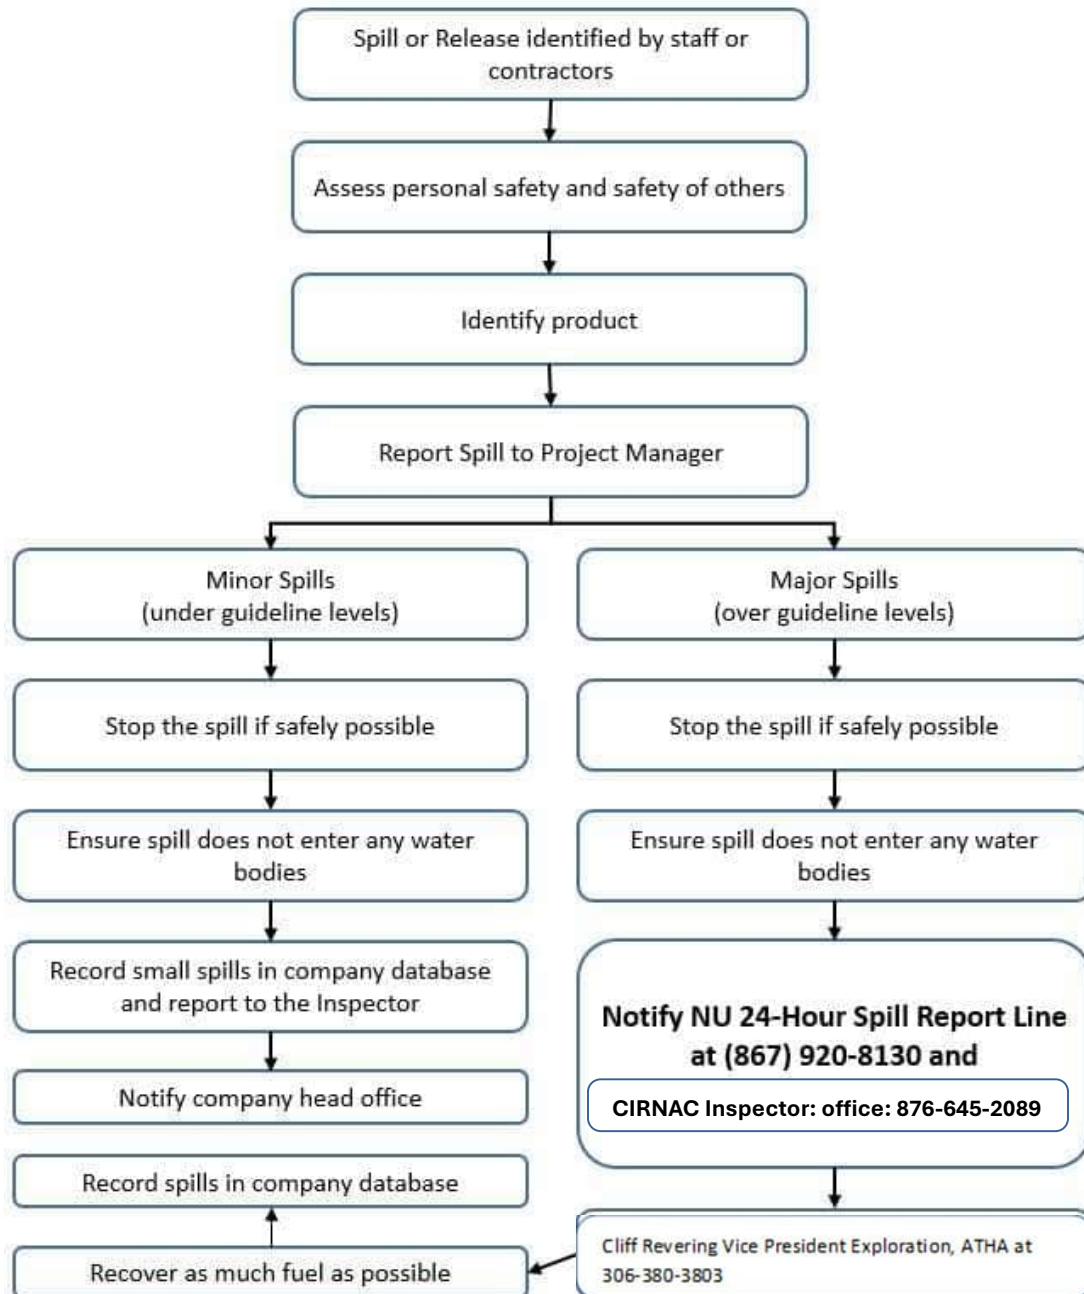 Spill or Release identified by staff or
contractors
Assess personal safety and safety of others
Identify product
Report Spill to Project Manager
Minor Spills
(under guideline levels)
Stop the spill if safely possible
Ensure spill does not enter any water
bodies
Record small spills in company database
and report to the Inspector
Notify company head office
Major Spills
(over guideline levels)
Stop the spill if safely possible
Ensure spill does not enter any water
bodies
Notify NU 24-Hour Spill Report Line
at (867) 920-8130 and
CIRNAC Inspector: office: 876-645-2089
Cliff Revering Vice President Exploration, ATHA at
306-380-3803
Recover as much fuel as possible
Record spills in company database